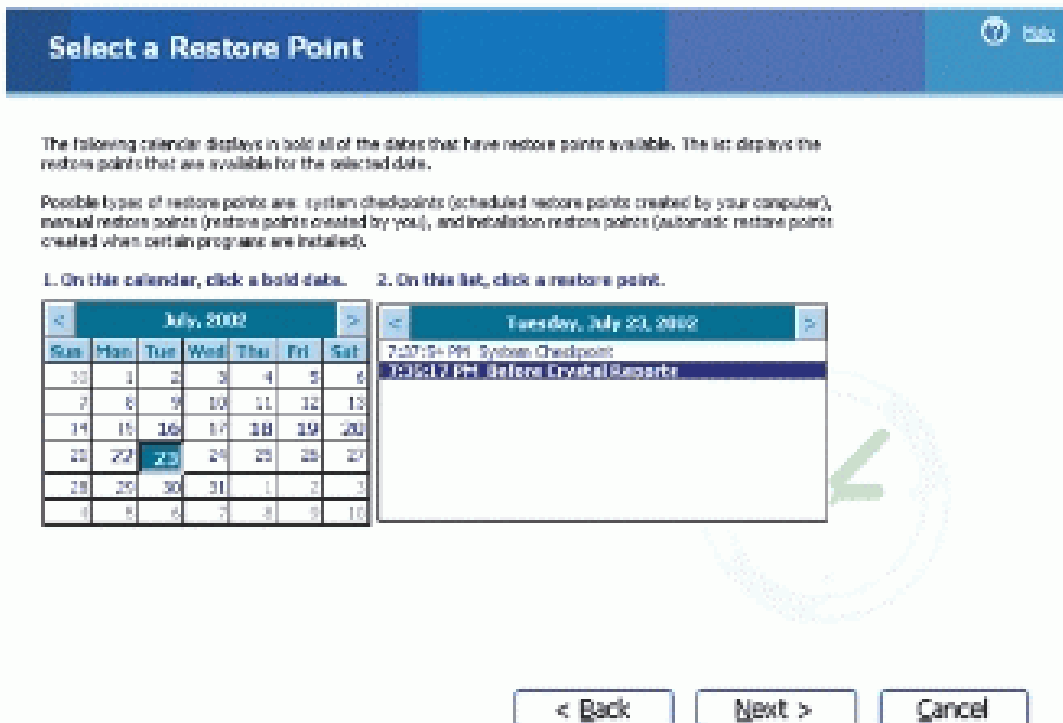 Select a Restore Point
Help
The following calendar displays in bold all of the dates that have restore points available. The list displays the
restore points that are available for the selected date.
Possible types of restore points are: system checkpoints (scheduled restore points created by your computer),
manual restore points (restore points created by you), and installation restore points (automatic restore points
created when certain programs are installed).
1. On this calendar, click a bold date. 2. On this list, click a restore point.
< July, 2002 > < Tuesday, July 23, 2002 >
Sun Mon Tue Wed Thu Fri Sat
7:37:54 PM System Checkpoint
Before Crystal Reports
30 1 2 3 4 5 6
7 8 9 10 11 12 13
14 15 16 17 18 19 20
21 22 23 24 25 26 27
28 29 30 31 1 2 3
4 5 6 7 8 9 10
< Back Next > Cancel